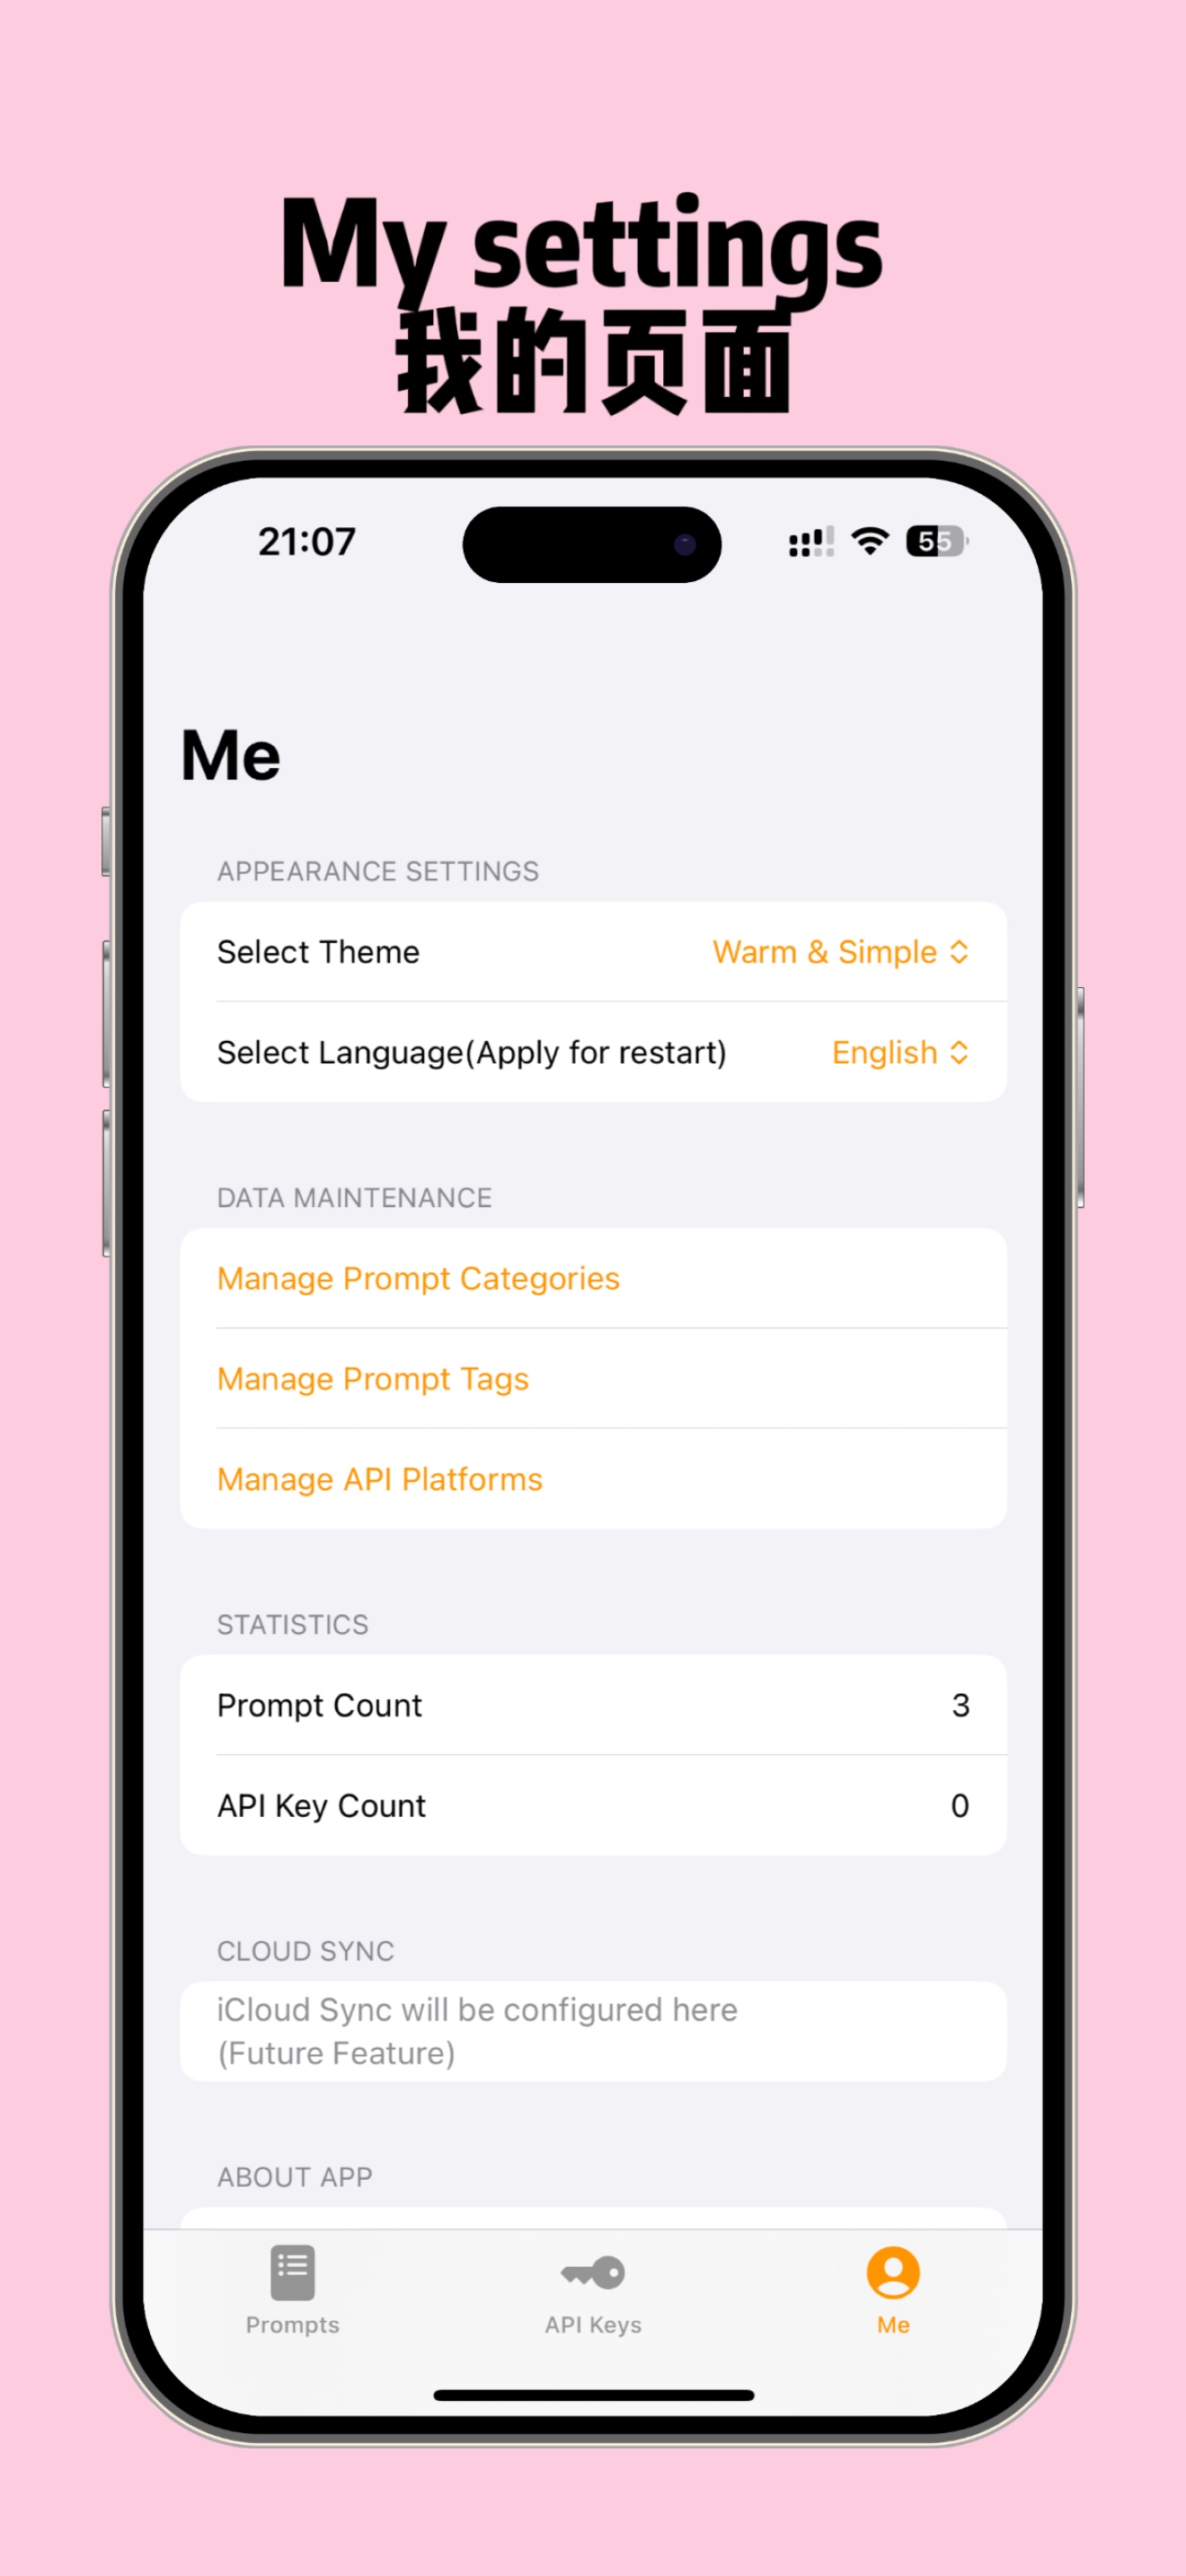 My settings
我的页面
21:07
55
Me
APPEARANCE SETTINGS
Select Theme Warm & Simple
Select Language(Apply for restart) English
DATA MAINTENANCE
Manage Prompt Categories
Manage Prompt Tags
Manage API Platforms
STATISTICS
Prompt Count 3
API Key Count 0
CLOUD SYNC
iCloud Sync will be configured here
(Future Feature)
ABOUT APP
Prompts API Keys Me